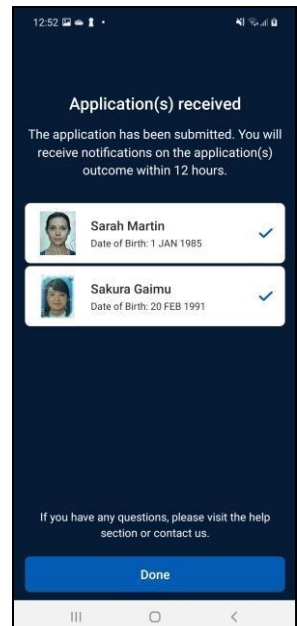 12:52
Application(s) received
The application has been submitted. You will
receive notifications on the application(s)
outcome within 12 hours.
Sarah Martin
Date of Birth: 1 JAN 1985
Sakura Gaimu
Date of Birth: 20 FEB 1991
If you have any questions, please visit the help
section or contact us.
Done